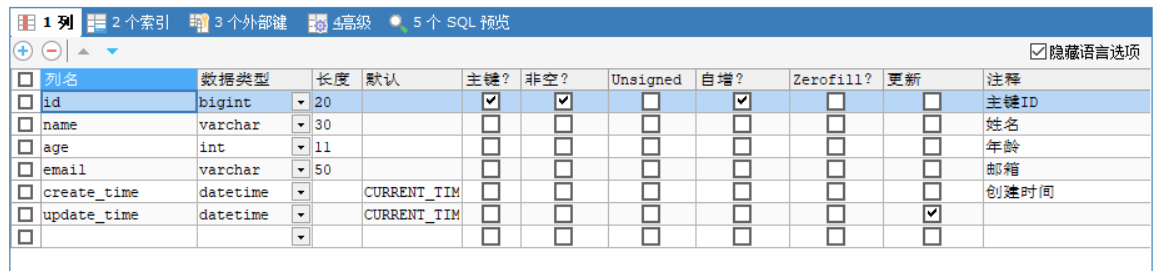 1 列 2 个索引 3 个外部键 4高级 5 个 SQL 预览
隐藏语言选项
列名 数据类型 长度 默认 主键? 非空? Unsigned 自增? Zerofill? 更新 注释
id bigint 20 主键ID
name varchar 30 姓名
age int 11 年龄
email varchar 50 邮箱
create_time datetime CURRENT_TIM 创建时间
update_time datetime CURRENT_TIM